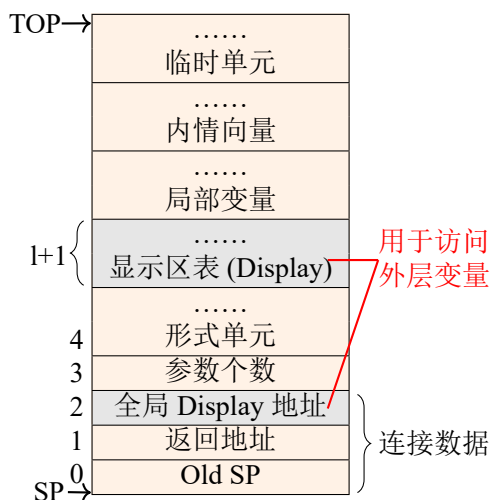 TOP
……
临时单元
……
内情向量
……
局部变量
……
l+1
显示区表 (Display)
用于访问
外层变量
……
4
形式单元
3
参数个数
2
全局 Display 地址
1
返回地址
连接数据
0
Old SP
SP